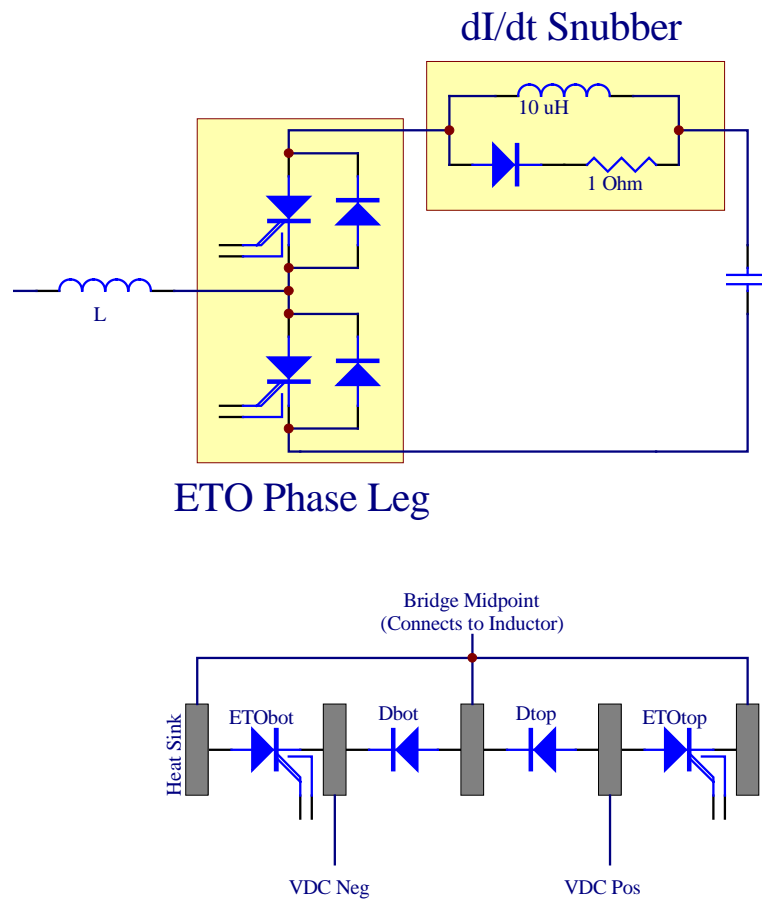 dI/dt Snubber
10 uH
1 Ohm
L
ETO Phase Leg
Bridge Midpoint
(Connects to Inductor)
Heat Sink
ETObot
Dbot
Dtop
ETOtop
VDC Neg
VDC Pos